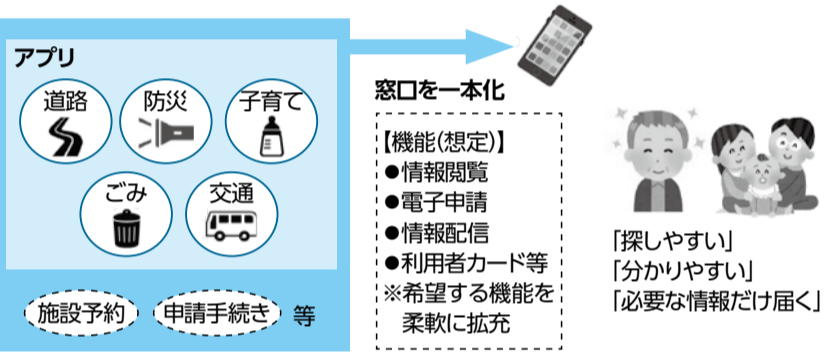 アプリ
道路
防災
子育て
ごみ
交通
施設予約
申請手続き
等
窓口を一本化
【機能(想定)】
●情報閲覧
●電子申請
●情報配信
●利用者カード等
※希望する機能を
柔軟に拡充
「探しやすい」
「分かりやすい」
「必要な情報だけ届く」